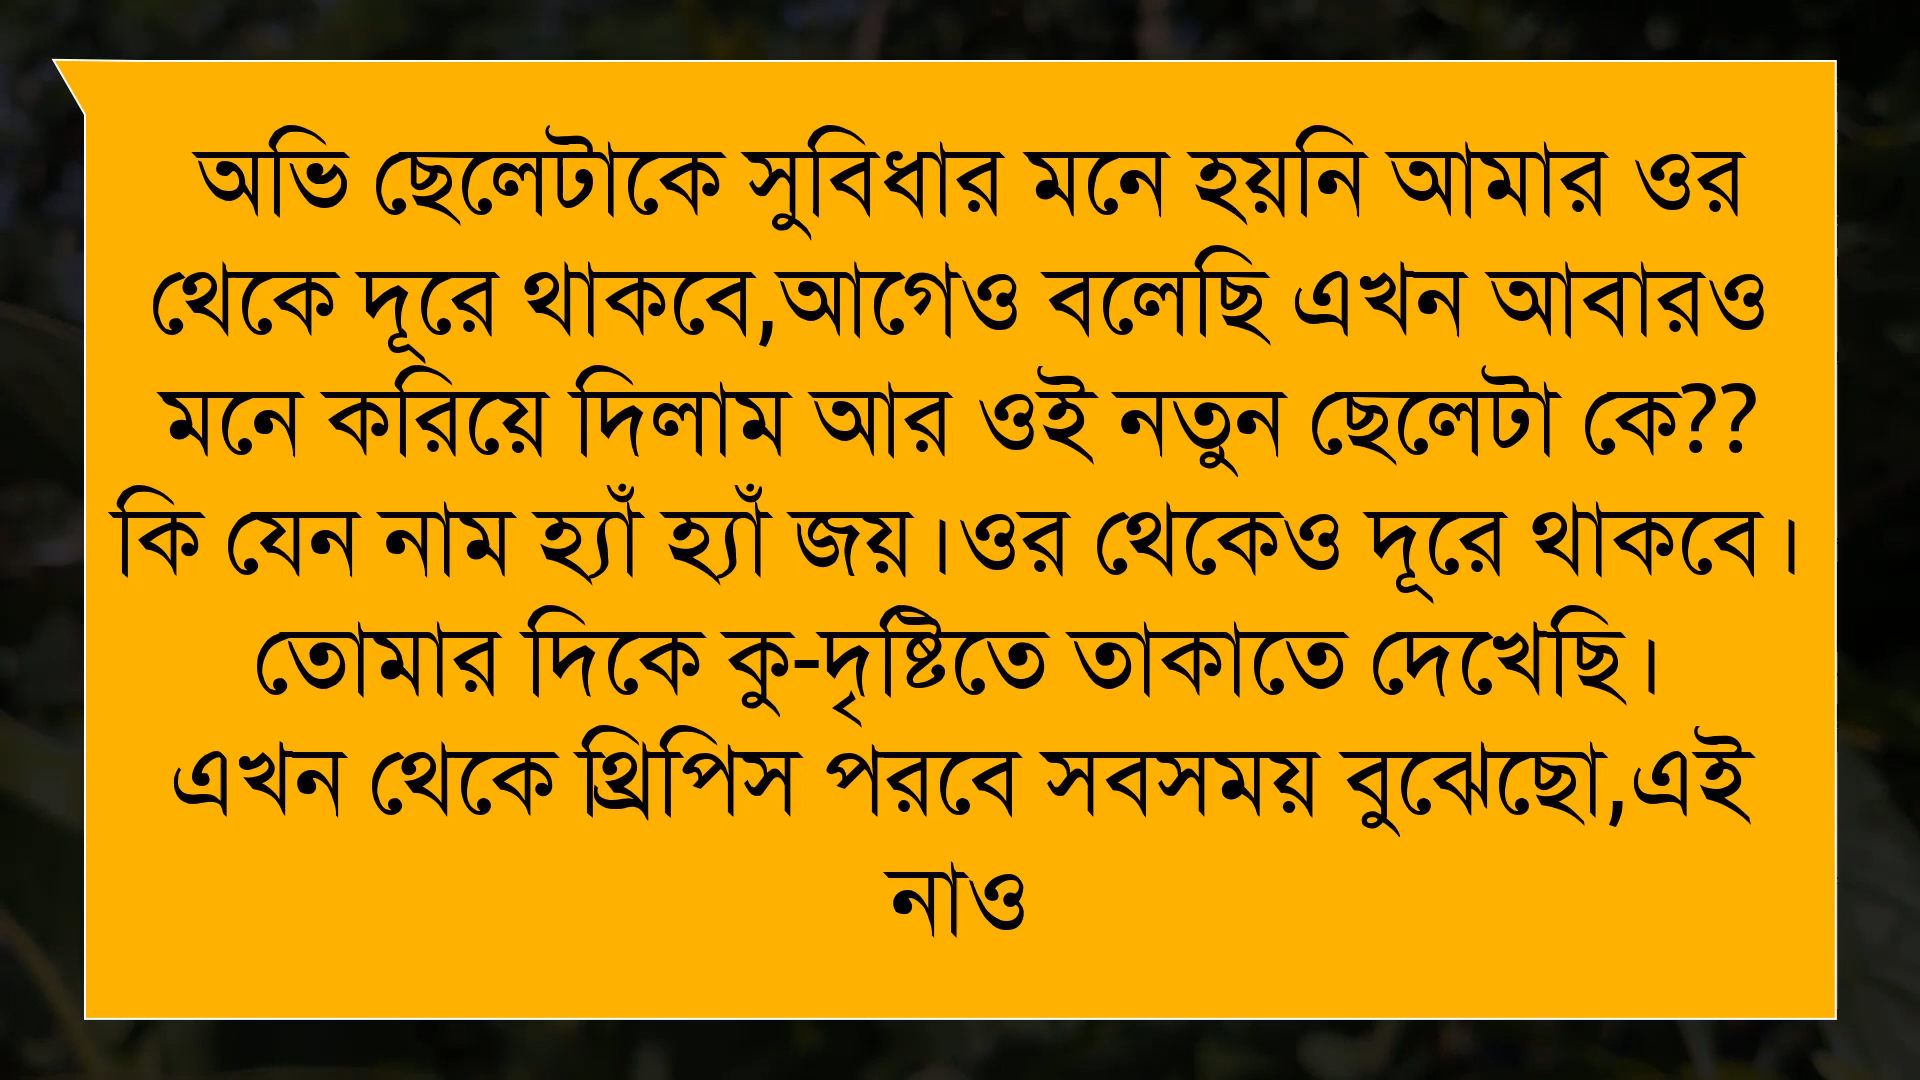 অভি ছেলেটাকে সুবিধার মনে হয়নি আমার ওর
থেকে দূরে থাকবে,আগেও বলেছি এখন আবারও
মনে করিয়ে দিলাম আর ওই নতুন ছেলেটা কে??
কি যেন নাম হ্যাঁ হ্যাঁ জয়।ওর থেকেও দূরে থাকবে।
তোমার দিকে কু-দৃষ্টিতে তাকাতে দেখেছি।
এখন থেকে থ্রিপিস পরবে সবসময় বুঝেছো,এই
নাও